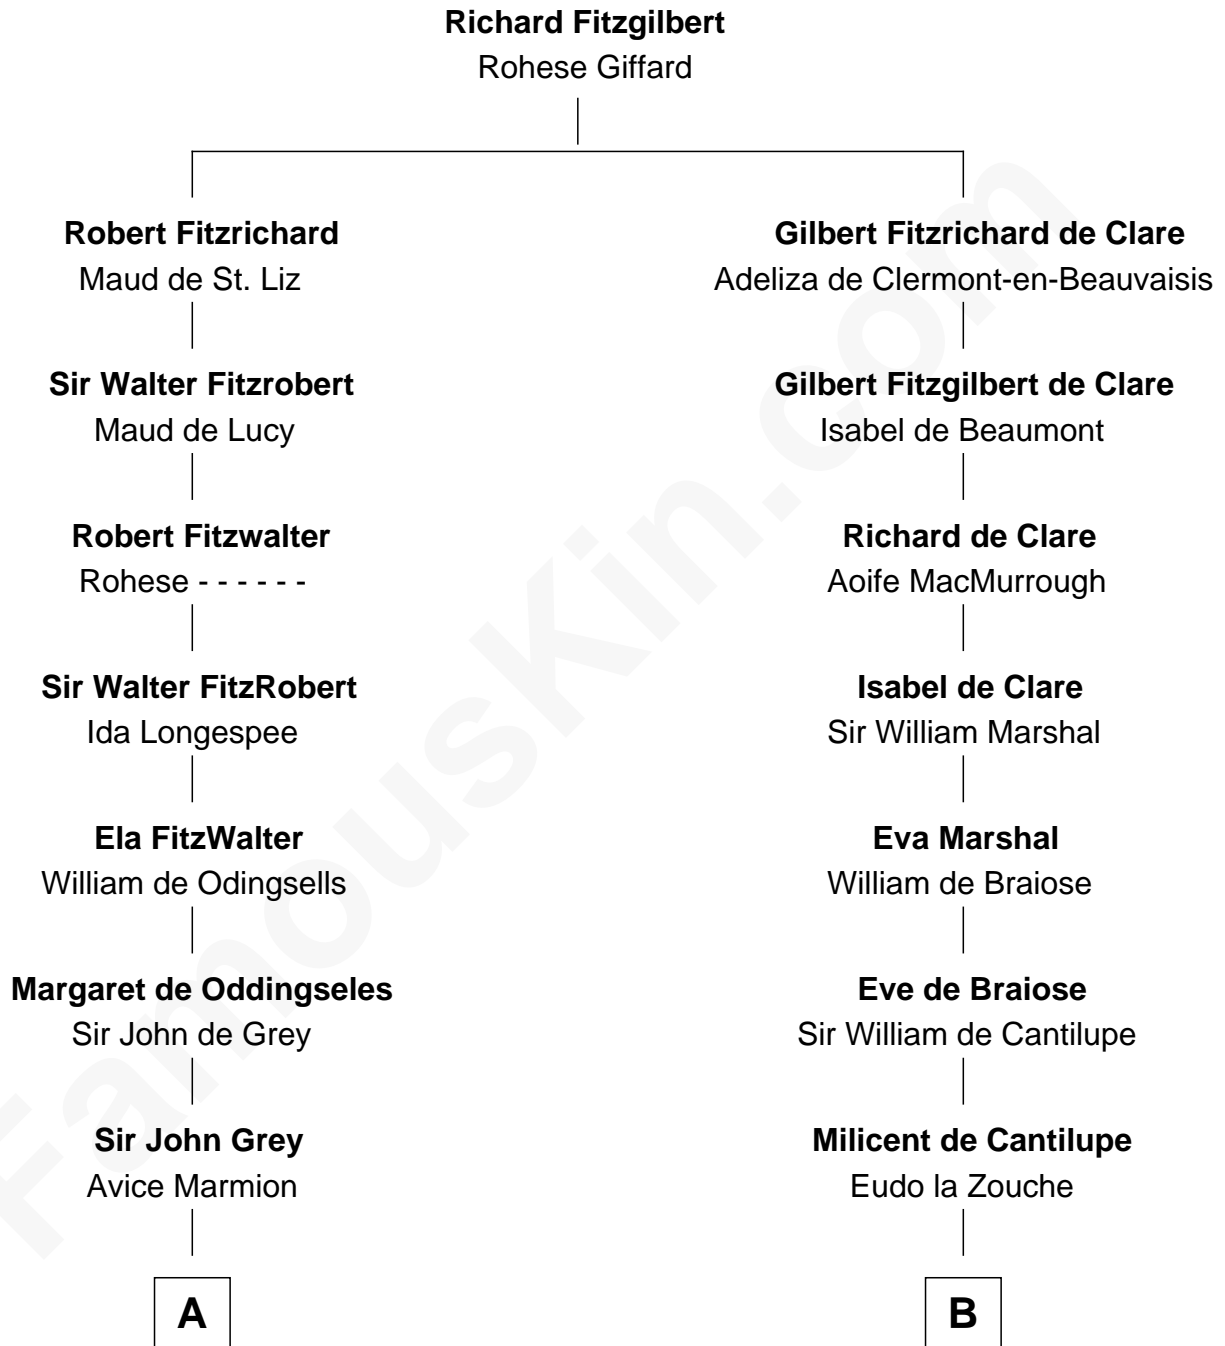 Richard Fitzgilbert
Rohese Giffard
Robert Fitzrichard
Maud de St. Liz
Gilbert Fitzrichard de Clare
Adeliza de Clermont-en-Beauvaisis
Sir Walter Fitzrobert
Maud de Lucy
Gilbert Fitzgilbert de Clare
Isabel de Beaumont
Robert Fitzwalter
Rohese - - - - - -
Richard de Clare
Aoife MacMurrough
Sir Walter FitzRobert
Ida Longespee
Isabel de Clare
Sir William Marshal
Ela FitzWalter
William de Odingsells
Eva Marshal
William de Braiose
Margaret de Oddingseles
Sir John de Grey
Eve de Braiose
Sir William de Cantilupe
Sir John Grey
Avice Marmion
Milicent de Cantilupe
Eudo la Zouche
A
B
FamousKin.com